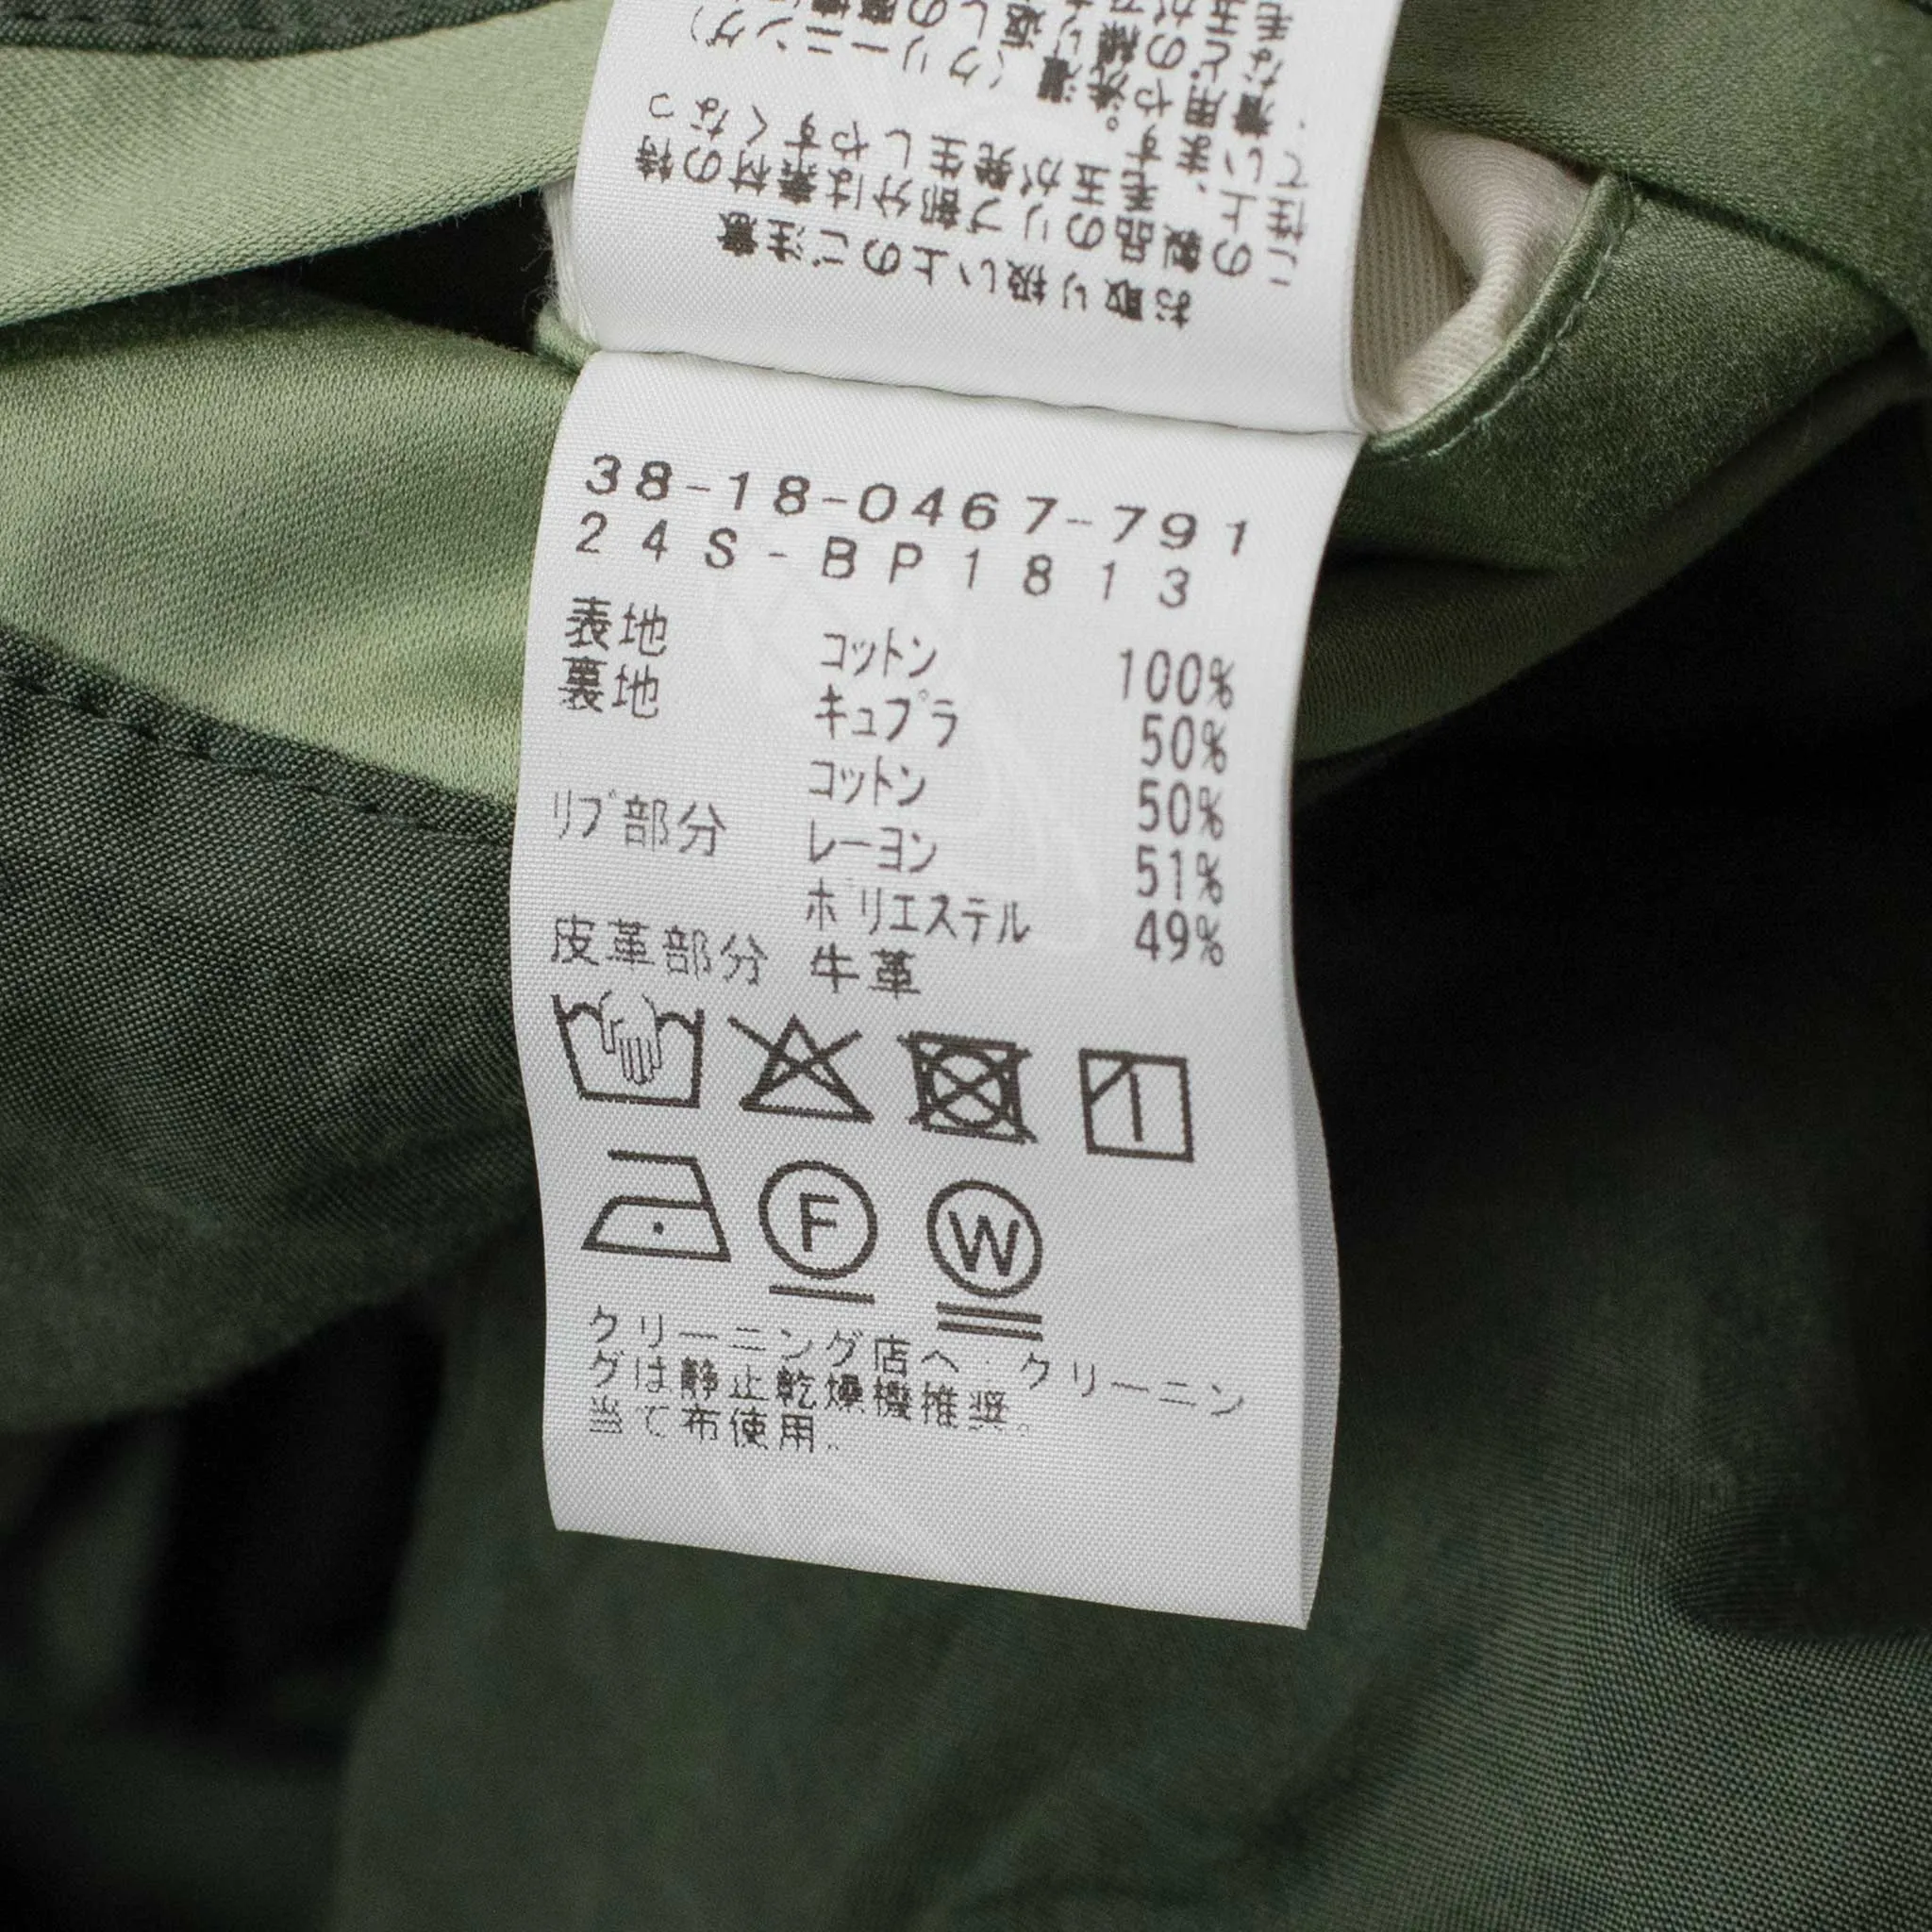 お取り扱い上のご注意
この製品のリブ部分は素材の特
性上、毛玉が発生しやすくなっ
ています。
38-18-0467-791
24S-BP1813
表地 コットン 100%
裏地 キュプラ 50%
コットン 50%
リブ部分 レーヨン 51%
ポリエステル 49%
皮革部分 牛革
F W
クリーニング店へ:クリーニン
グは静止乾燥機推奨。
当て布使用。